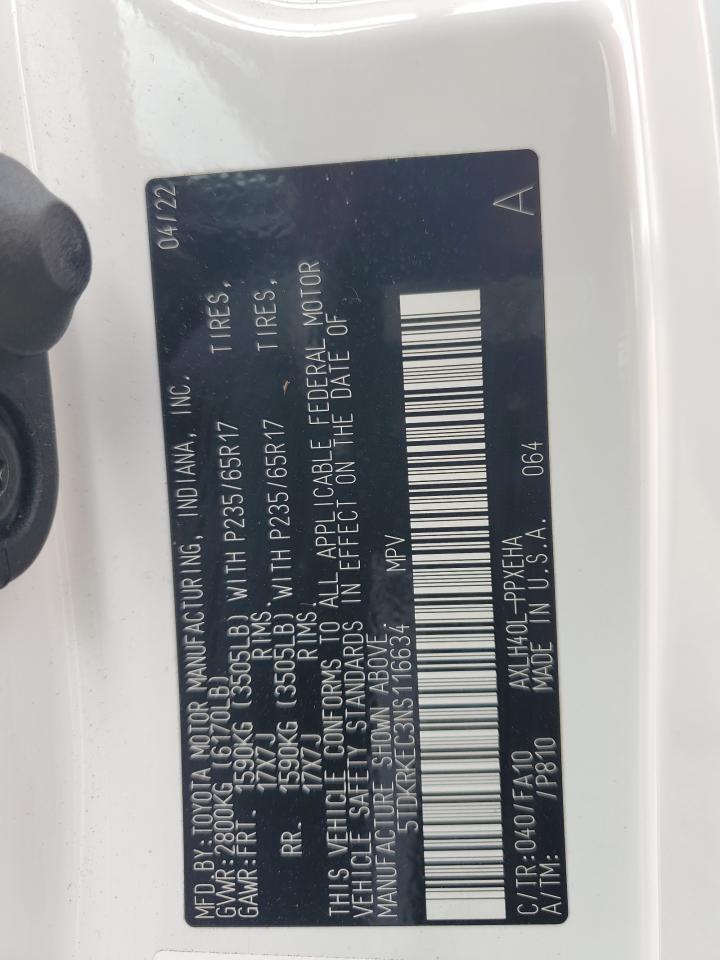 MFD. BY: TOYOTA MOTOR MANUFACTURING, INDIANA, INC. 04/22
GVWR: 2800KG (6170LB)
GAWR: FRT. 1590KG (3505LB) WITH P235/65R17 TIRES,
17X7J RIMS.
RR. 1590KG (3505LB) WITH P235/65R17 TIRES,
17X7J RIMS.
THIS VEHICLE CONFORMS TO ALL APPLICABLE FEDERAL MOTOR
VEHICLE SAFETY STANDARDS IN EFFECT ON THE DATE OF
MANUFACTURE SHOWN ABOVE.
5TDKRKEC3NS116634 MPV
C/TR: 040/FA10 AXLH40L-PPXEHA
A/TM: /P810 MADE IN U.S.A. 064 A